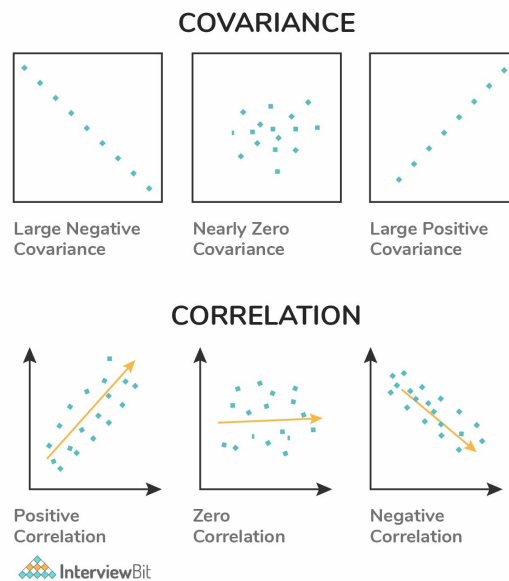 COVARIANCE
Large Negative
Covariance
Nearly Zero
Covariance
Large Positive
Covariance
CORRELATION
Positive
Correlation
Zero
Correlation
Negative
Correlation
InterviewBit